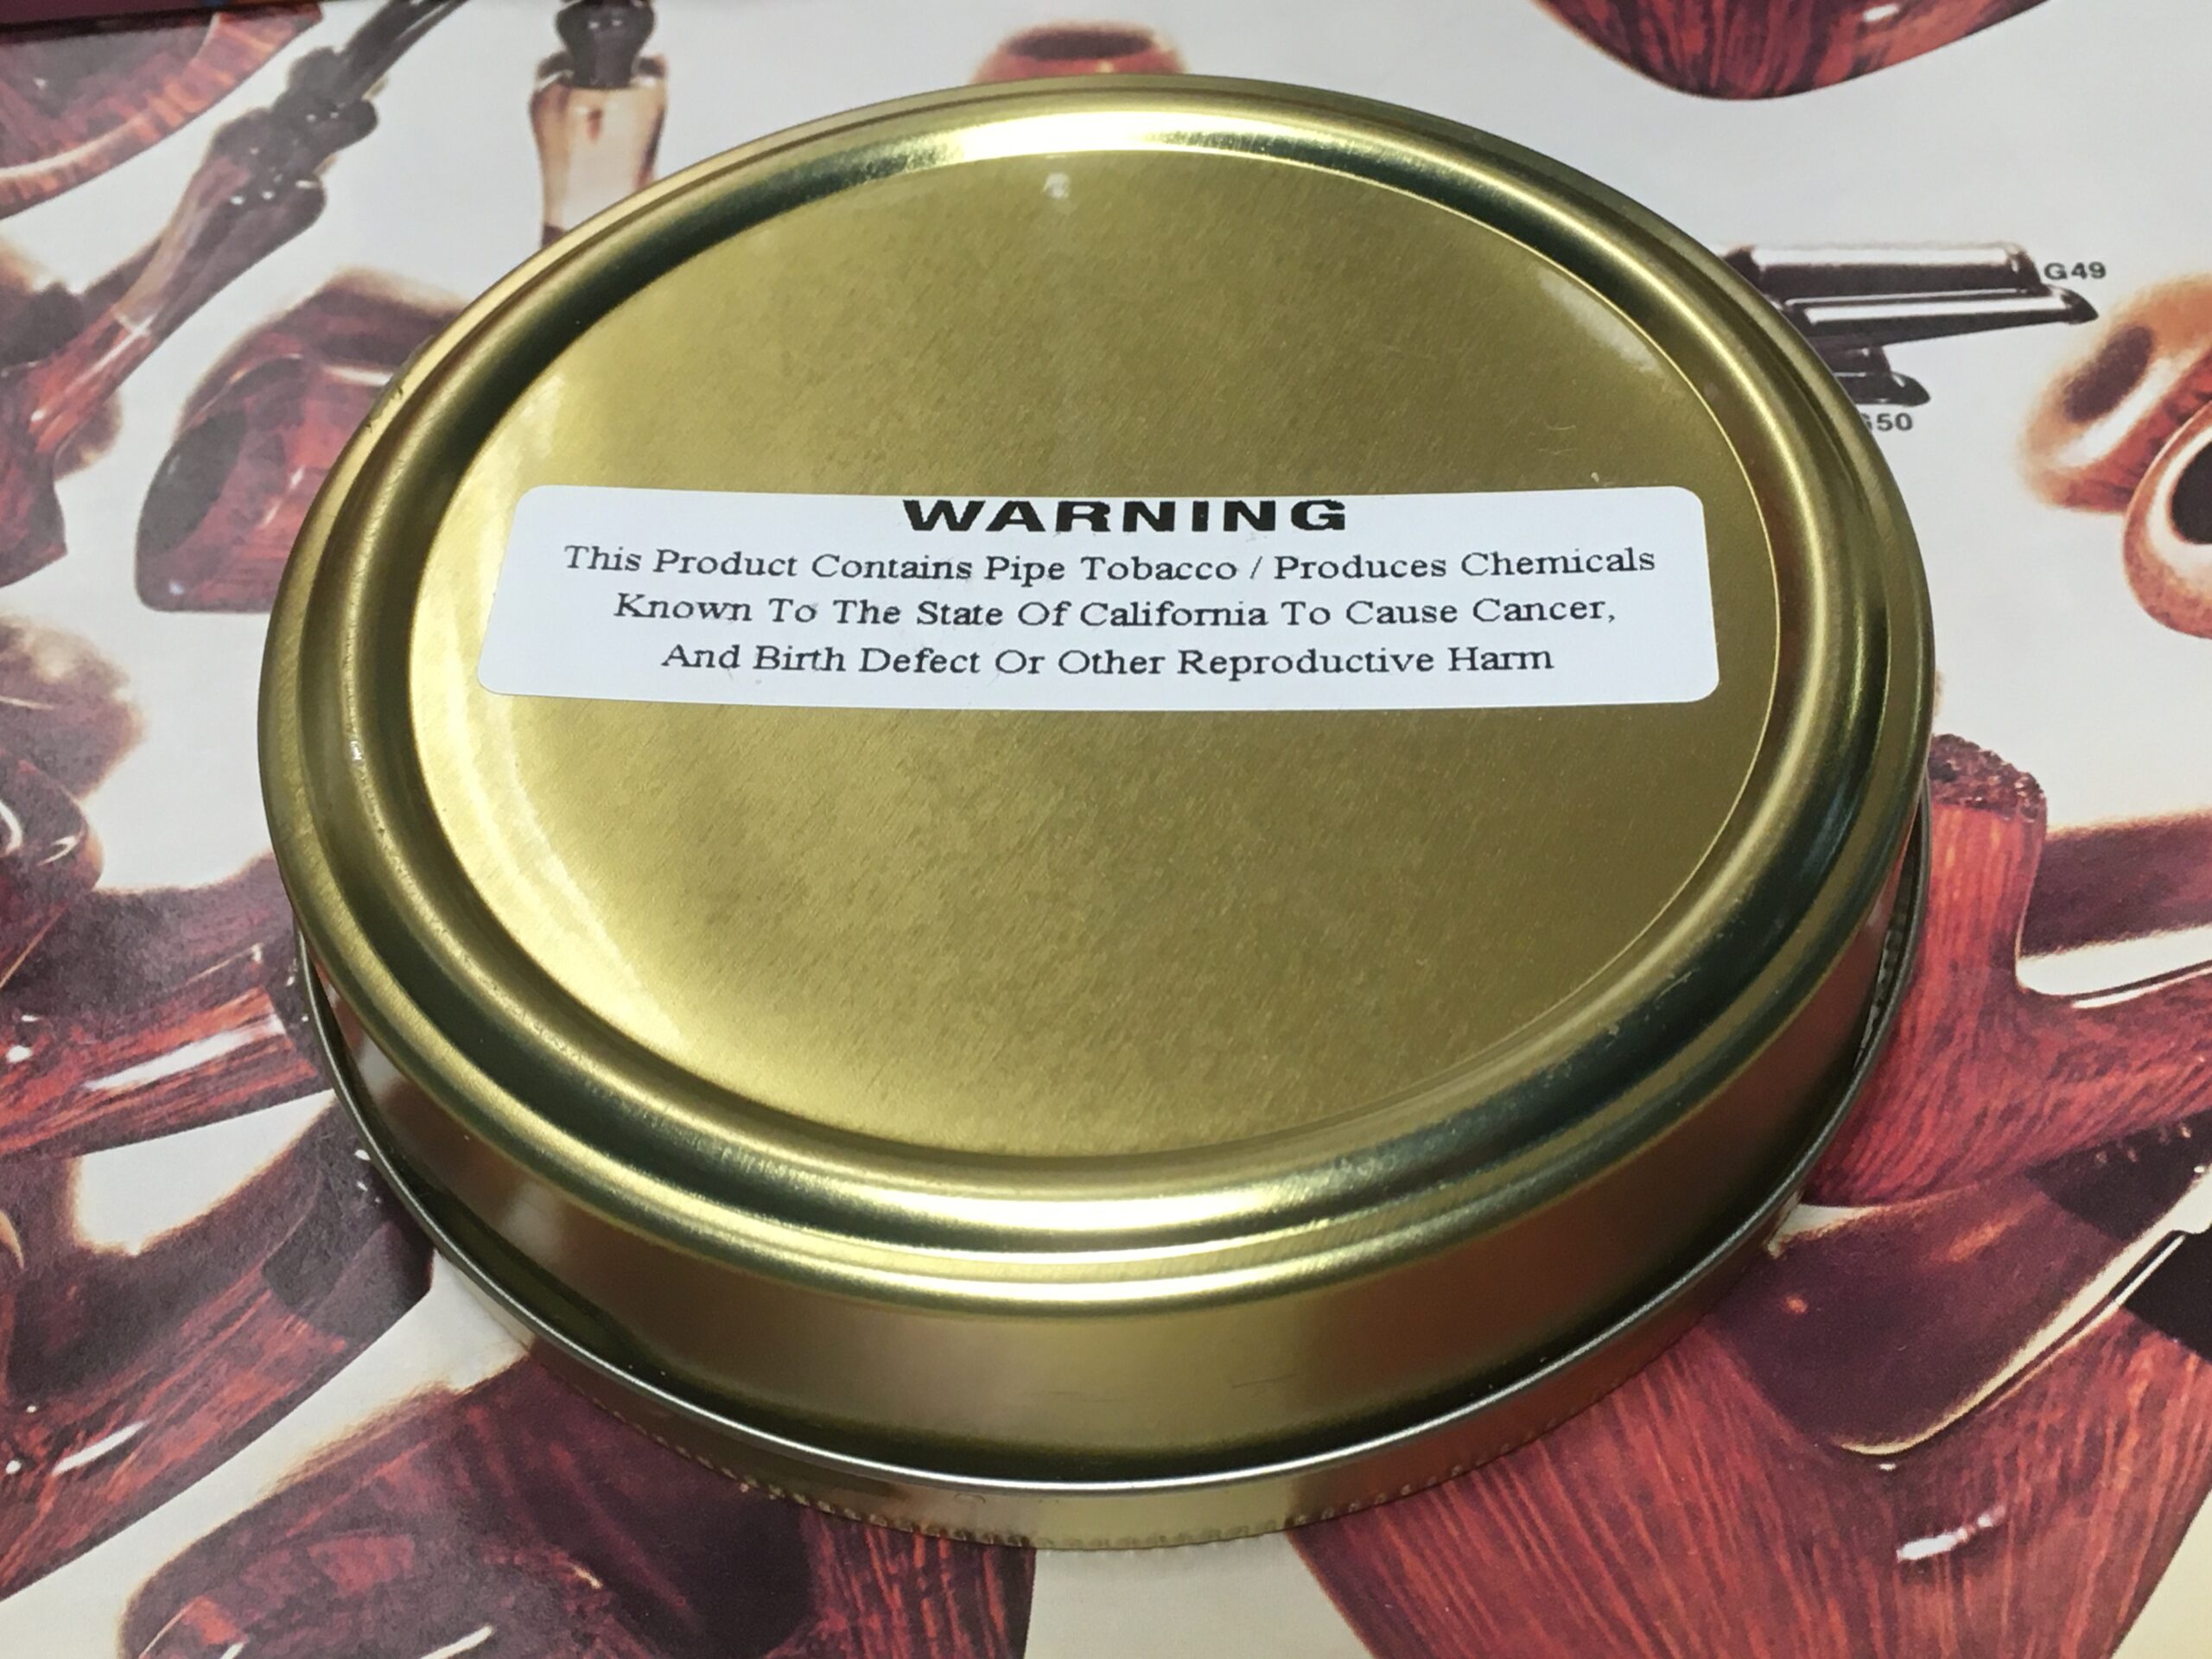 G49
G50
WARNING
This Product Contains Pipe Tobacco / Produces Chemicals
Known To The State Of California To Cause Cancer,
And Birth Defect Or Other Reproductive Harm